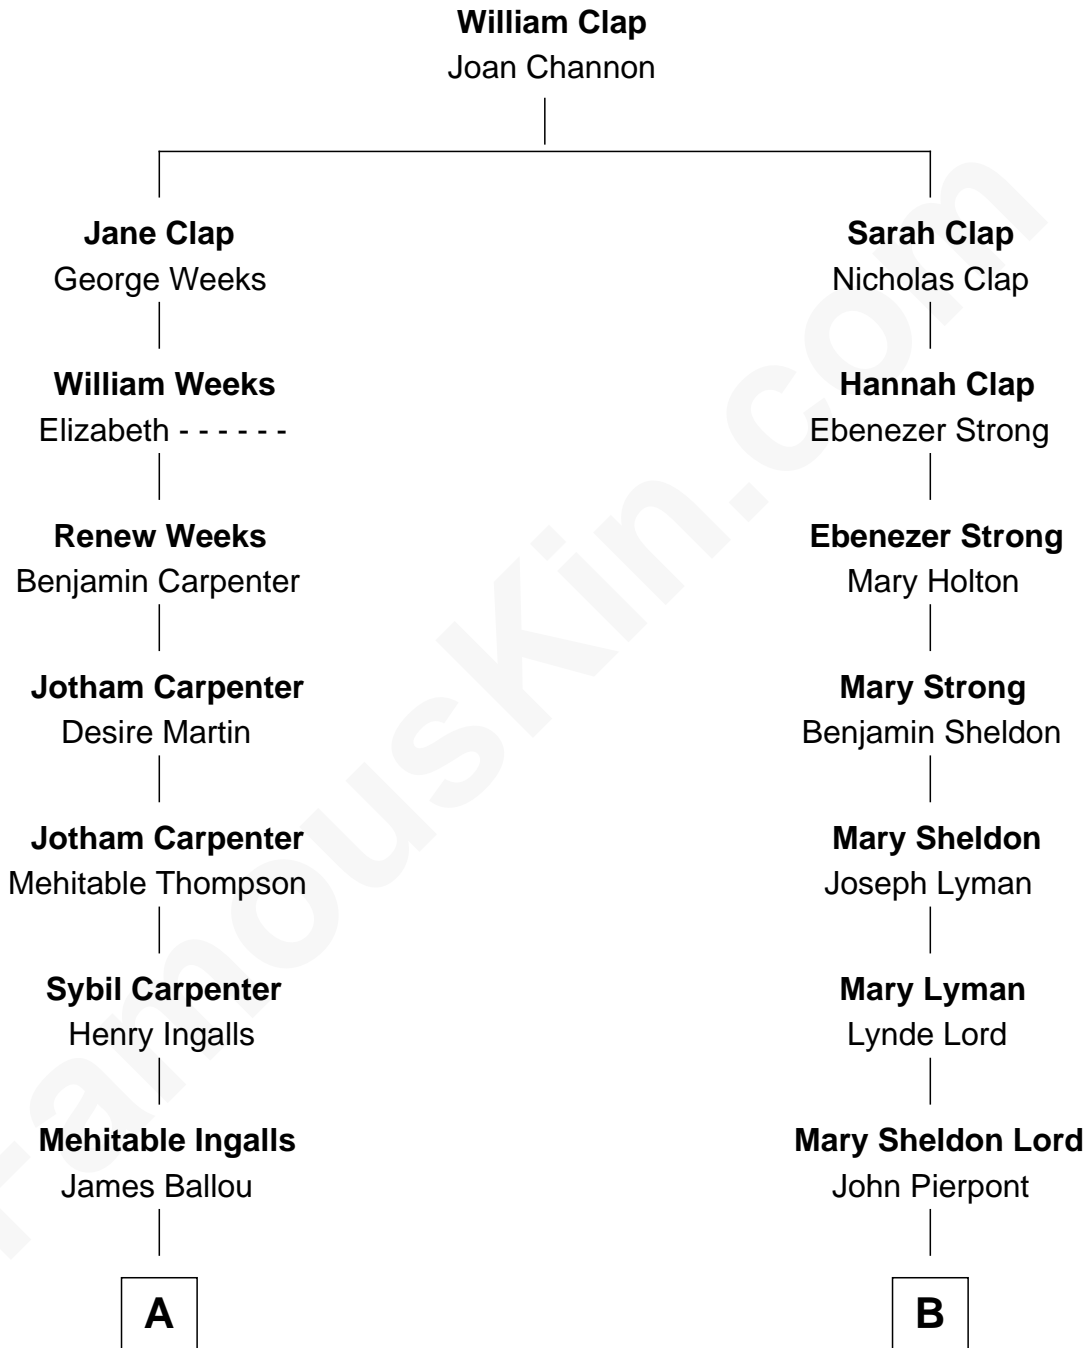 William Clap
Joan Channon
Jane Clap
George Weeks
Sarah Clap
Nicholas Clap
William Weeks
Elizabeth - - - - - -
Hannah Clap
Ebenezer Strong
Renew Weeks
Benjamin Carpenter
Ebenezer Strong
Mary Holton
Jotham Carpenter
Desire Martin
Mary Strong
Benjamin Sheldon
Jotham Carpenter
Mehitable Thompson
Mary Sheldon
Joseph Lyman
Sybil Carpenter
Henry Ingalls
Mary Lyman
Lynde Lord
Mehitable Ingalls
James Ballou
Mary Sheldon Lord
John Pierpont
A
B
FamousKin.com